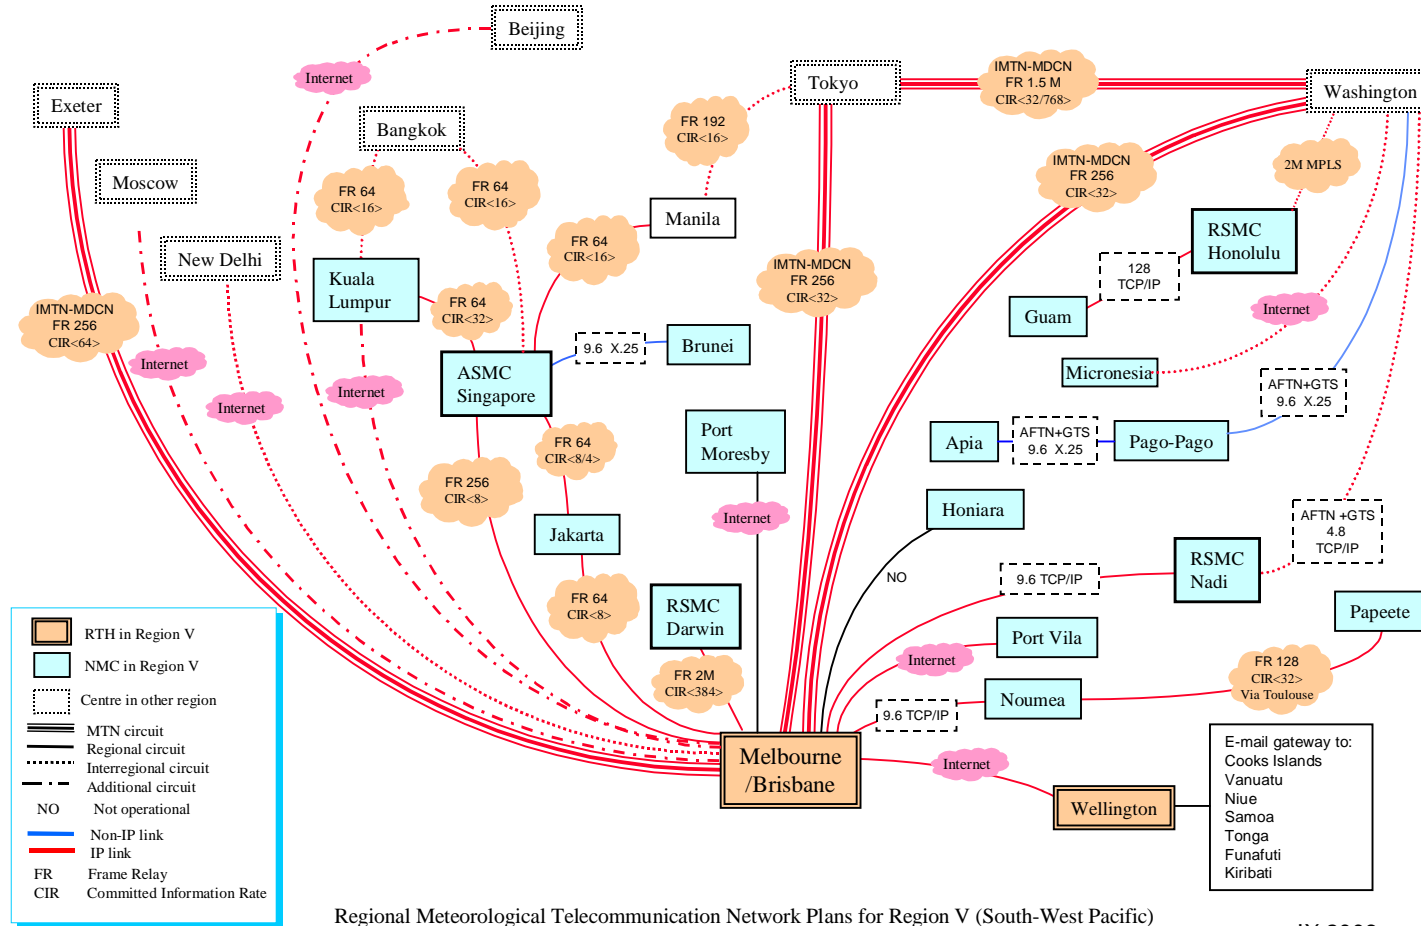 Beijing
Internet
Exeter
Tokyo
IMTN-MDCN
FR 1.5 M
CIR<32/768>
Washington
Bangkok
FR 192
CIR<16>
Moscow
FR 64
CIR<16>
FR 64
CIR<16>
IMTN-MDCN
FR 256
CIR<32>
2M MPLS
Manila
RSMC
Honolulu
New Delhi
FR 64
CIR<16>
Kuala
Lumpur
IMTN-MDCN
FR 256
CIR<32>
128
TCP/IP
IMTN-MDCN
FR 256
CIR<64>
FR 64
CIR<32>
Guam
Internet
9.6 X.25
Brunei
Internet
Internet
Internet
ASMC
Singapore
Micronesia
AFTN+GTS
9.6 X.25
Port
Moresby
Apia
AFTN+GTS
9.6 X.25
Pago-Pago
FR 64
CIR<8/4>
FR 256
CIR<8>
Internet
Honiara
AFTN +GTS
4.8
TCP/IP
Jakarta
NO
9.6 TCP/IP
RSMC
Nadi
FR 64
CIR<8>
RSMC
Darwin
Papeete
Port Vila
Internet
FR 2M
CIR<384>
FR 128
CIR<32>
Via Toulouse
Noumea
9.6 TCP/IP
Melbourne
/Brisbane
Internet
Wellington
E-mail gateway to:
Cooks Islands
Vanuatu
Niue
Samoa
Tonga
Funafuti
Kiribati
RTH in Region V
NMC in Region V
Centre in other region
MTN circuit
Regional circuit
Interregional circuit
Additional circuit
NO Not operational
Non-IP link
IP link
FR Frame Relay
CIR Committed Information Rate
Regional Meteorological Telecommunication Network Plans for Region V (South-West Pacific)